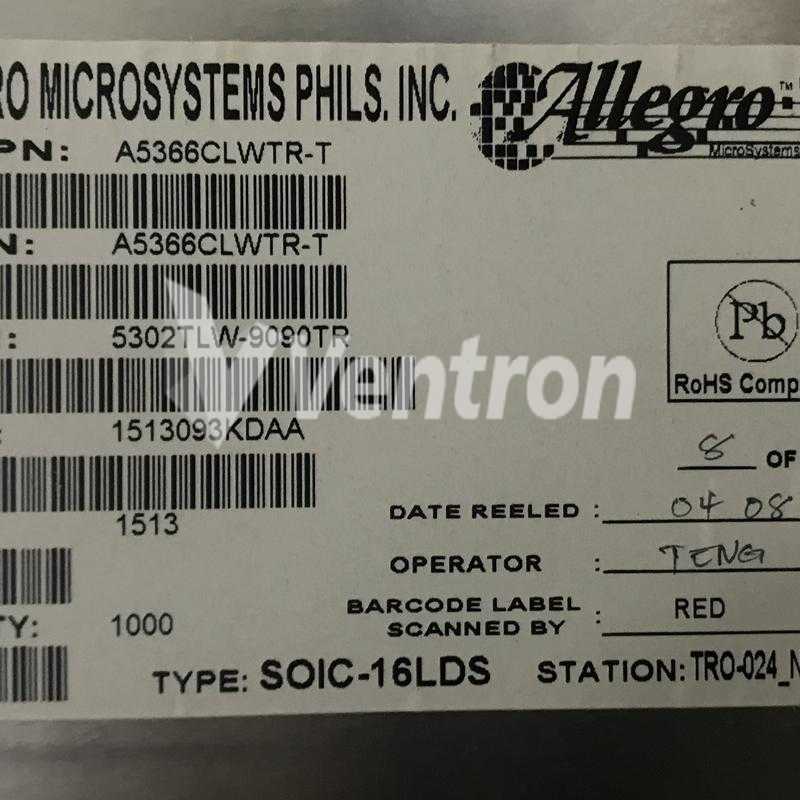 RO MICROSYSTEMS PHILS. INC.
Allegro™
MicroSystems
PN: A5366CLWTR-T
N: A5366CLWTR-T
: 5302TLW-9090TR
Ventron
Pb
RoHS Comp
: 1513093KDAA
8 OF
1513
DATE REELED : 04 08
OPERATOR : TENG
TY: 1000
BARCODE LABEL
SCANNED BY : RED
TYPE: SOIC-16LDS STATION: TRO-024_N